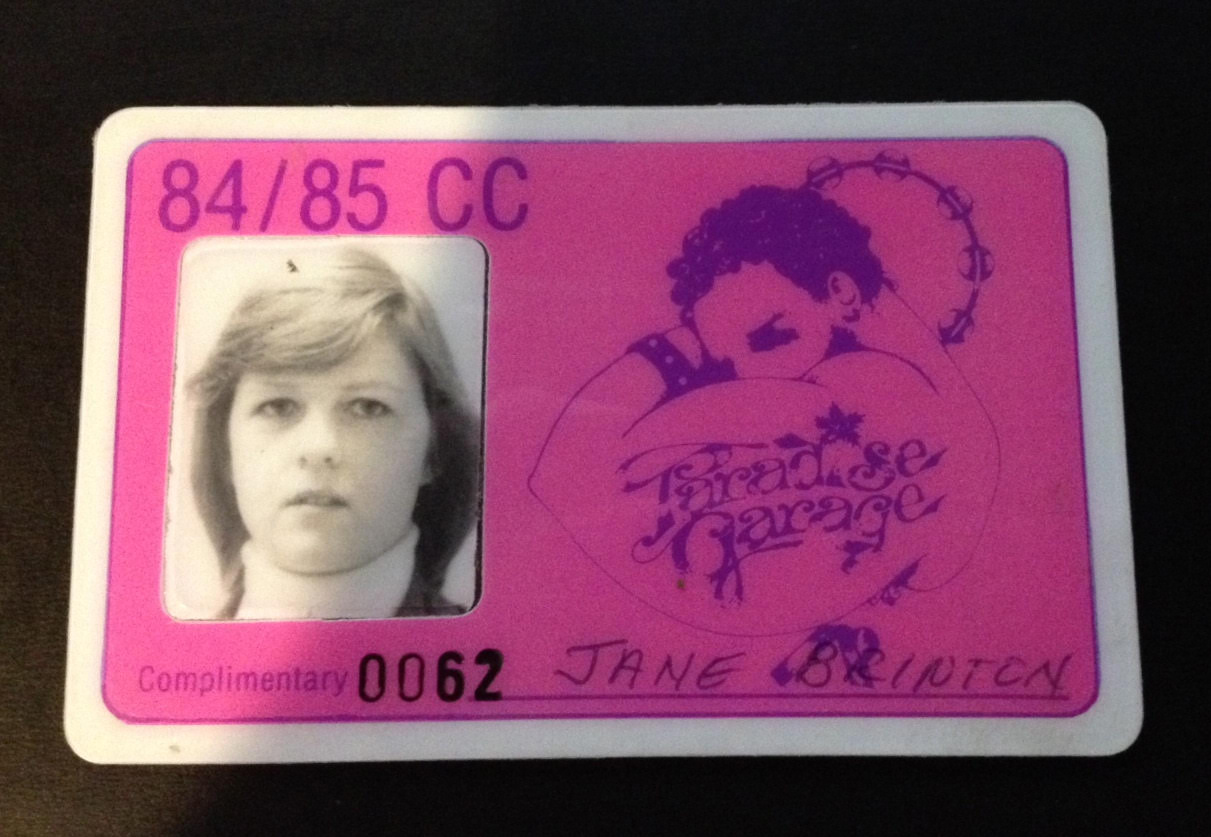 84/85 CC
Paradise
Garage
Complimentary 0062 JANE BRINTON